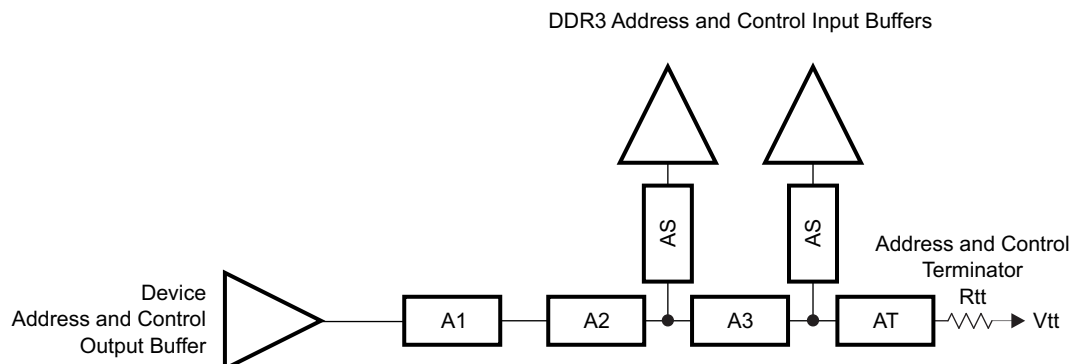 DDR3 Address and Control Input Buffers
AS
AS
Address and Control
Terminator
Rtt
Device
Address and Control
Output Buffer
A1
A2
A3
AT
Vtt